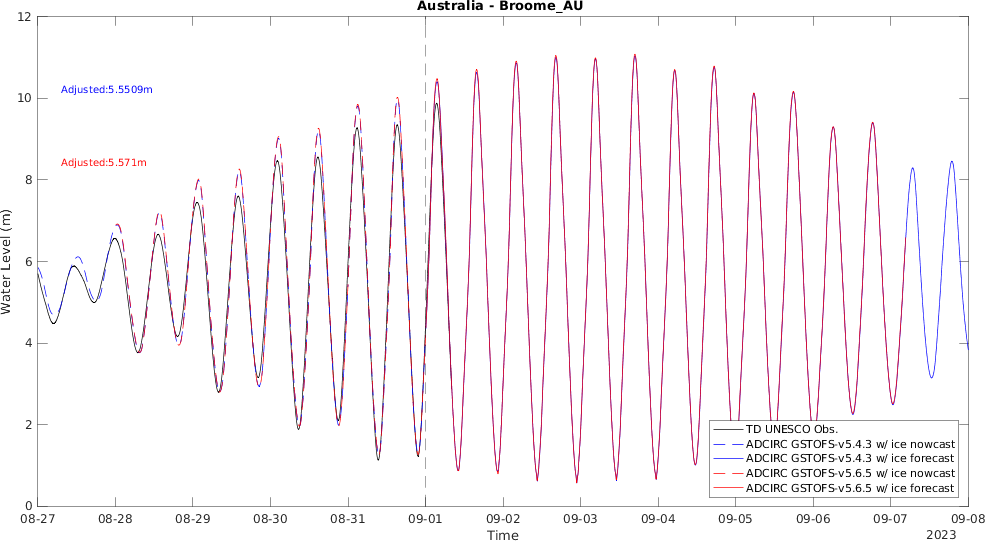 Australia - Broome_AU
12
10
8
6
4
2
0
Water Level (m)
Adjusted:5.5509m
Adjusted:5.571m
TD UNESCO Obs.
ADCIRC GSTOFS-v5.4.3 w/ ice nowcast
ADCIRC GSTOFS-v5.4.3 w/ ice forecast
ADCIRC GSTOFS-v5.6.5 w/ ice nowcast
ADCIRC GSTOFS-v5.6.5 w/ ice forecast
08-27 08-28 08-29 08-30 08-31 09-01 09-02 09-03 09-04 09-05 09-06 09-07 09-08
Time
2023